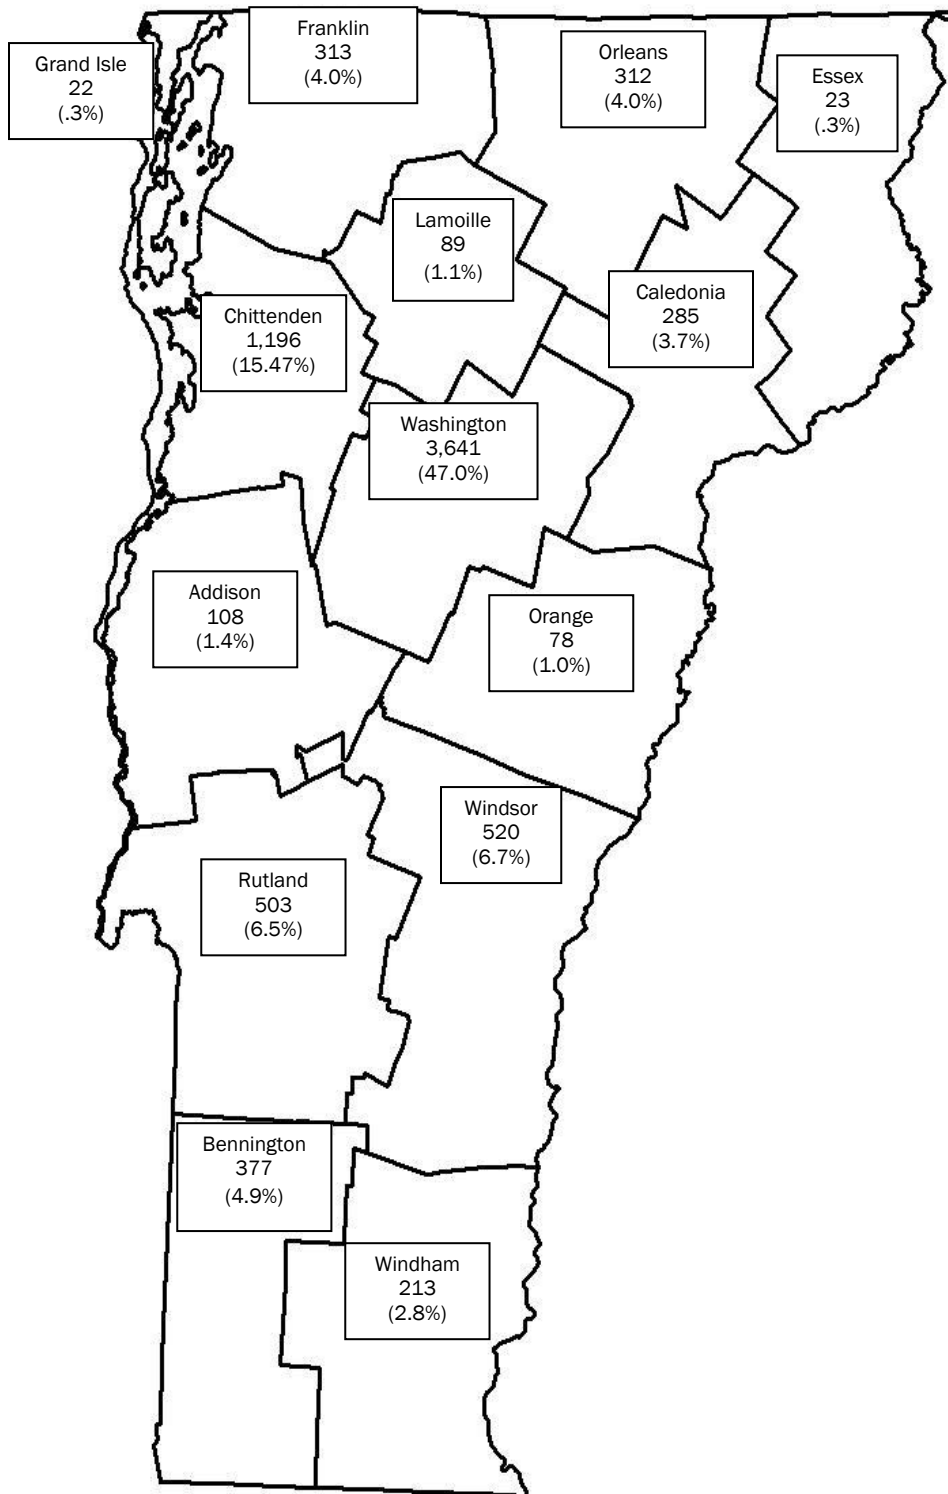 Franklin
313
(4.0%)
Grand Isle
22
(.3%)
Orleans
312
(4.0%)
Essex
23
(.3%)
Lamoille
89
(1.1%)
Caledonia
285
(3.7%)
Chittenden
1,196
(15.47%)
Washington
3,641
(47.0%)
Addison
108
(1.4%)
Orange
78
(1.0%)
Windsor
520
(6.7%)
Rutland
503
(6.5%)
Bennington
377
(4.9%)
Windham
213
(2.8%)